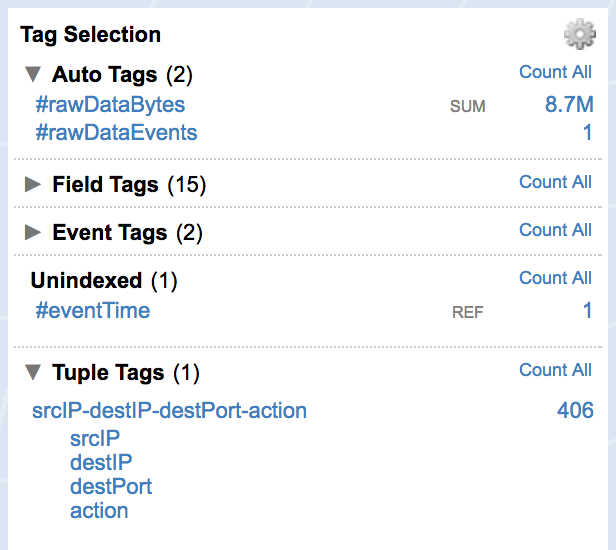 Tag Selection
Auto Tags (2) Count All
#rawDataBytes SUM 8.7M
#rawDataEvents 1
Field Tags (15) Count All
Event Tags (2) Count All
Unindexed (1) Count All
#eventTime REF 1
Tuple Tags (1) Count All
srcIP-destIP-destPort-action 406
srcIP
destIP
destPort
action